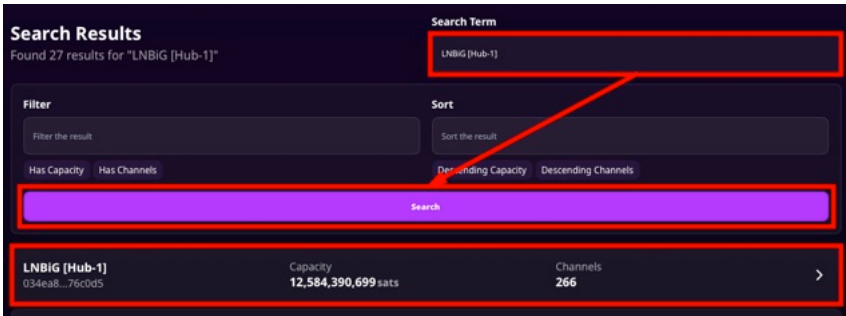 Search Results
Found 27 results for "LNBiG [Hub-1]"
Search Term
LNBiG [Hub-1]
Filter
Filter the result
Has Capacity Has Channels
Sort
Sort the result
Descending Capacity Descending Channels
Search
LNBiG [Hub-1]
034ea8...76c0d5
Capacity
12,584,390,699 sats
Channels
266